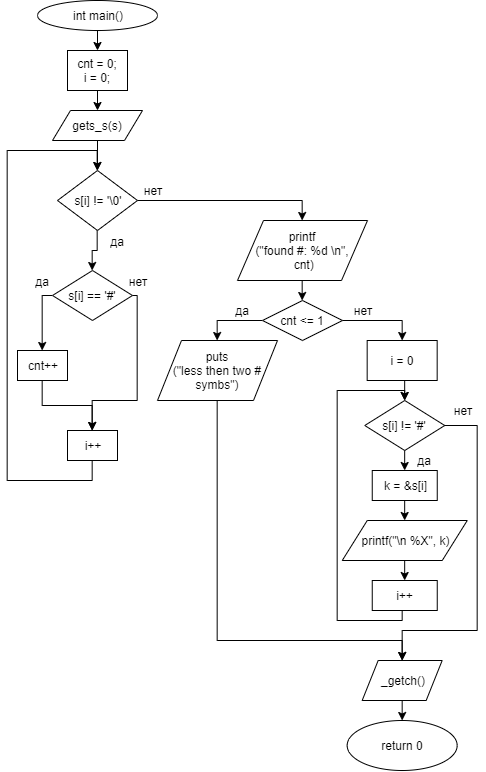 int main()
cnt = 0;
i = 0;
gets_s(s)
s[i] != '\0'
нет
да
printf
("found #: %d \n",
cnt)
да
s[i] == '#'
нет
да
cnt <= 1
нет
cnt++
puts
("less then two #
symbs")
i = 0
i++
s[i] != '#'
нет
да
k = &s[i]
printf("\n %X", k)
i++
_getch()
return 0